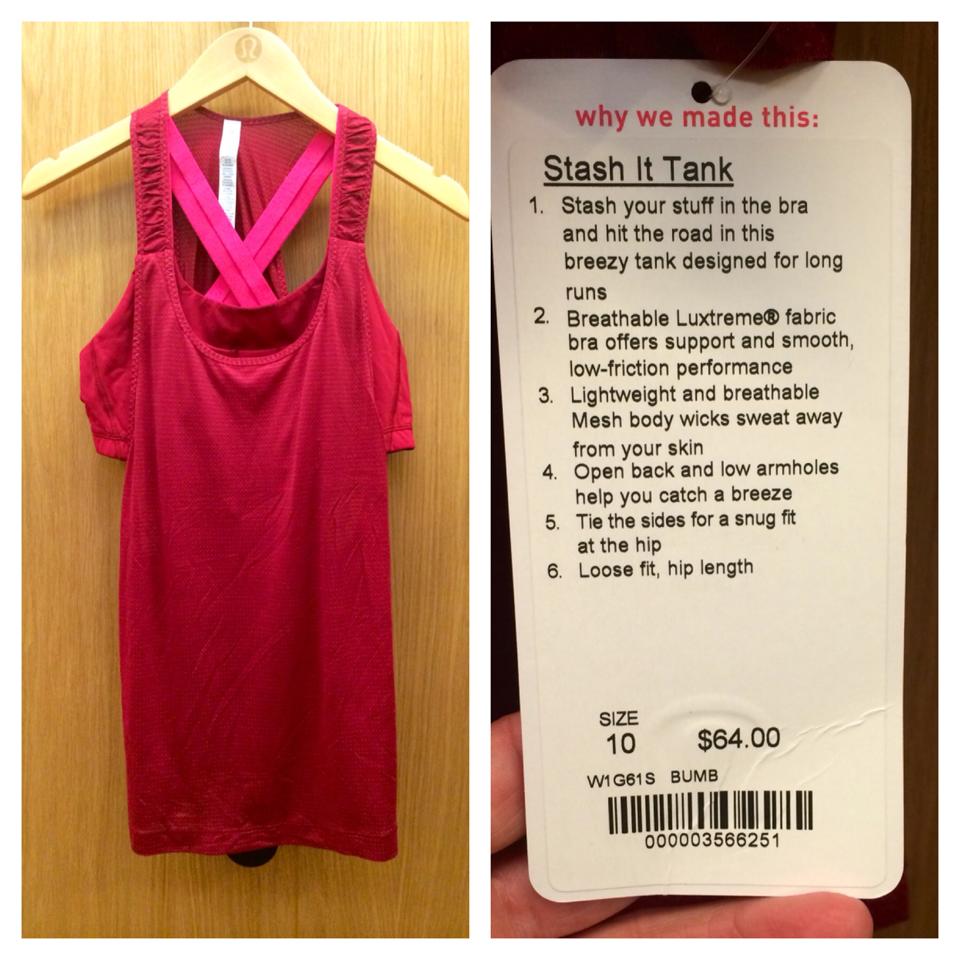 why we made this:
Stash It Tank
1. Stash your stuff in the bra
and hit the road in this
breezy tank designed for long
runs
2. Breathable Luxtreme® fabric
bra offers support and smooth,
low-friction performance
3. Lightweight and breathable
Mesh body wicks sweat away
from your skin
4. Open back and low armholes
help you catch a breeze
5. Tie the sides for a snug fit
at the hip
6. Loose fit, hip length
SIZE
10 $64.00
W1G61S BUMB
000003566251